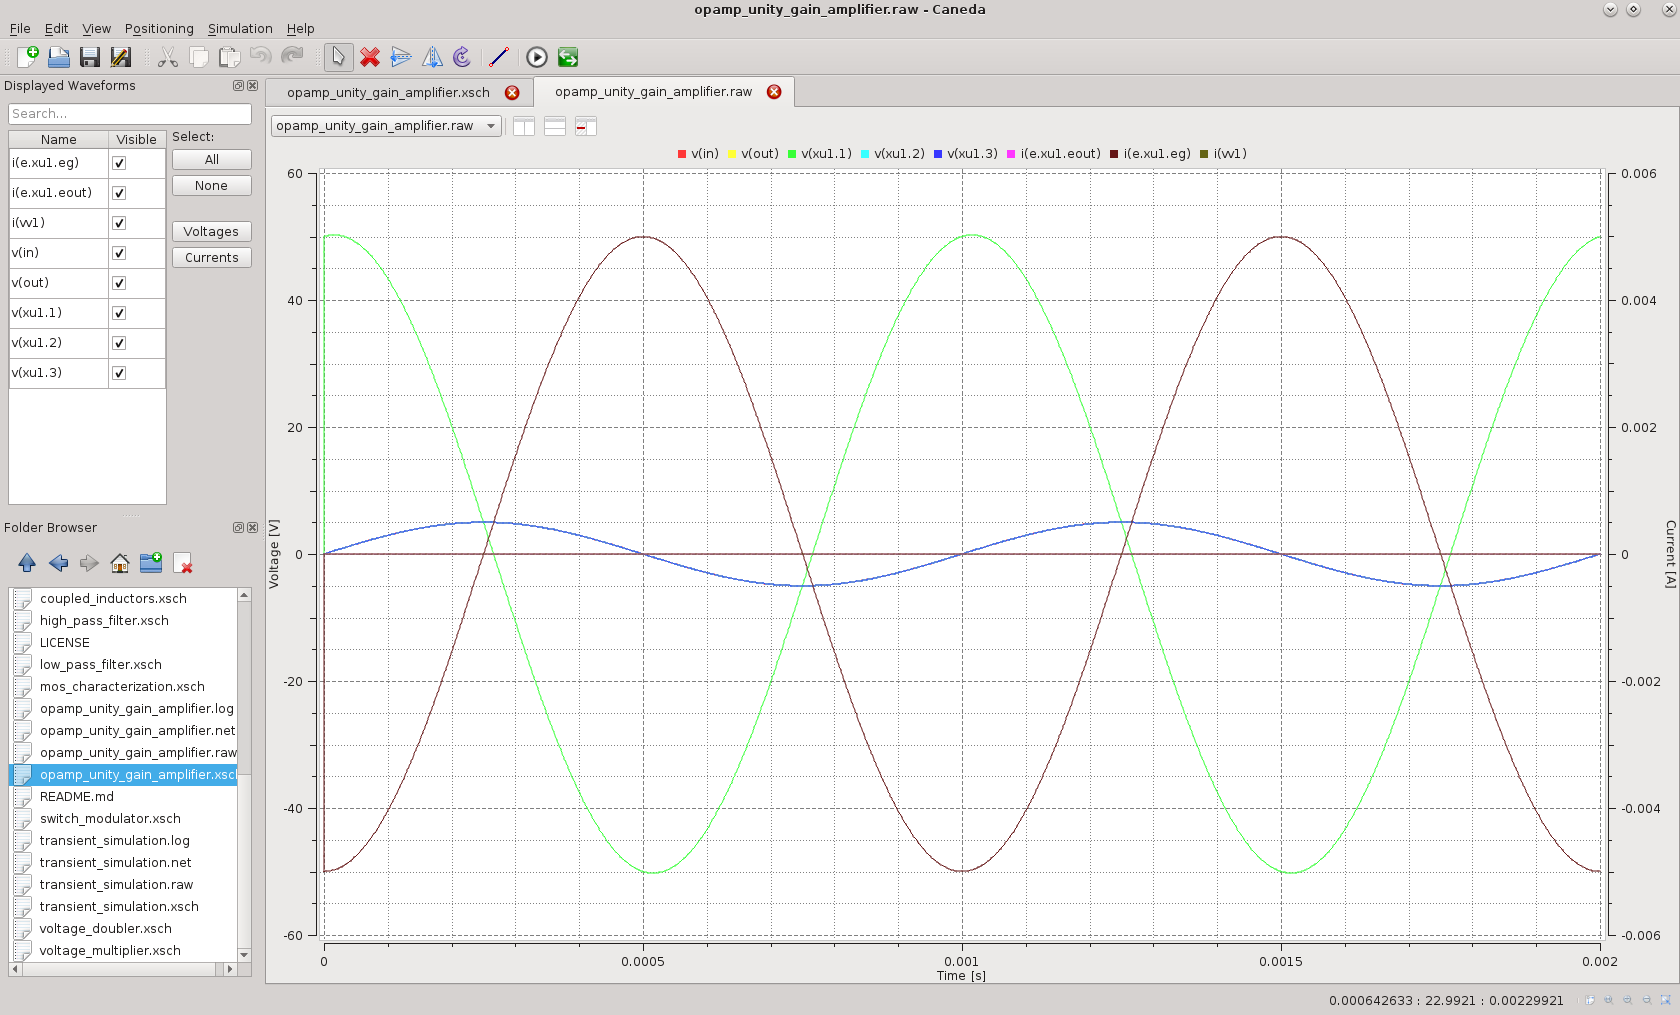 opamp_unity_gain_amplifier.raw - Caneda
File Edit View Positioning Simulation Help
Displayed Waveforms
Search...
Name Visible
i(e.xu1.eg)
i(e.xu1.eout)
i(vv1)
v(in)
v(out)
v(xu1.1)
v(xu1.2)
v(xu1.3)
Select:
All
None
Voltages
Currents
Folder Browser
coupled_inductors.xsch
high_pass_filter.xsch
LICENSE
low_pass_filter.xsch
mos_characterization.xsch
opamp_unity_gain_amplifier.log
opamp_unity_gain_amplifier.net
opamp_unity_gain_amplifier.raw
opamp_unity_gain_amplifier.xscl
README.md
switch_modulator.xsch
transient_simulation.log
transient_simulation.net
transient_simulation.raw
transient_simulation.xsch
voltage_doubler.xsch
voltage_multiplier.xsch
opamp_unity_gain_amplifier.xsch opamp_unity_gain_amplifier.raw
opamp_unity_gain_amplifier.raw
v(in) v(out) v(xu1.1) v(xu1.2) v(xu1.3) i(e.xu1.eout) i(e.xu1.eg) i(vv1)
60
40
20
0
-20
-40
-60
Voltage [V]
0.006
0.004
0.002
0
-0.002
-0.004
-0.006
Current [A]
0 0.0005 0.001 0.0015 0.002
Time [s]
0.000642633 : 22.9921 : 0.00229921